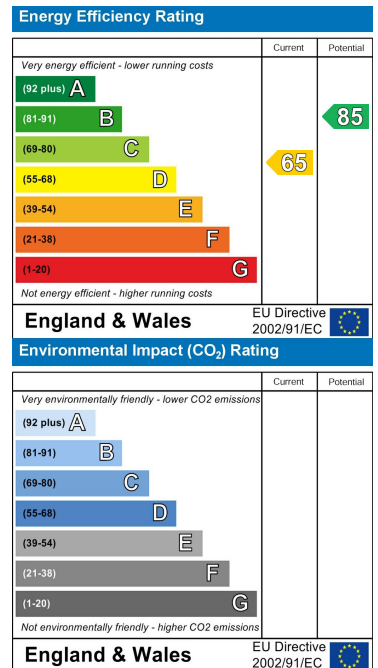 Energy Efficiency Rating
Current Potential
Very energy efficient - lower running costs
(92 plus) A
(81-91) B
85
(69-80) C
65
(55-68) D
(39-54) E
(21-38) F
(1-20) G
Not energy efficient - higher running costs
England & Wales
EU Directive
2002/91/EC
Environmental Impact (CO₂) Rating
Current Potential
Very environmentally friendly - lower CO2 emissions
(92 plus) A
(81-91) B
(69-80) C
(55-68) D
(39-54) E
(21-38) F
(1-20) G
Not environmentally friendly - higher CO2 emissions
England & Wales
EU Directive
2002/91/EC